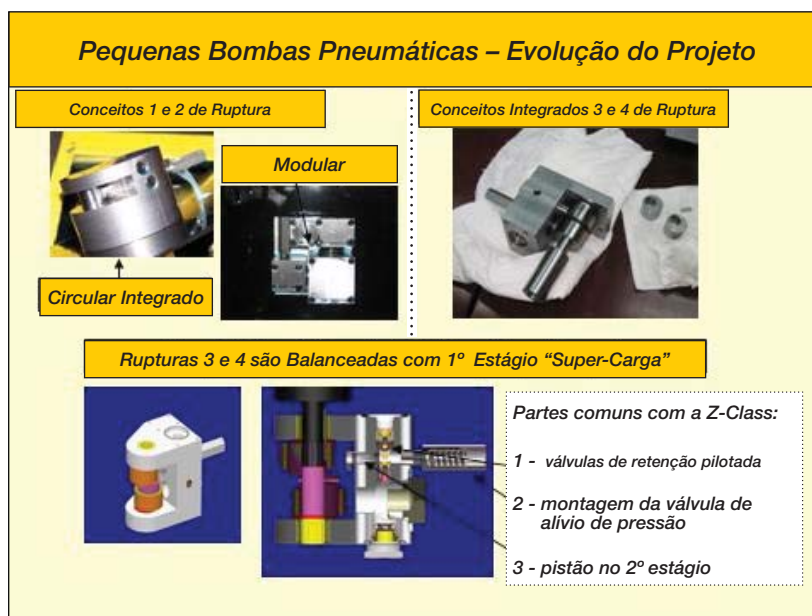 Pequenas Bombas Pneumáticas – Evolução do Projeto
Conceitos 1 e 2 de Ruptura
Conceitos Integrados 3 e 4 de Ruptura
Modular
Circular Integrado
Rupturas 3 e 4 são Balanceadas com 1º Estágio “Super-Carga”
Partes comuns com a Z-Class:
1 - válvulas de retenção pilotada
2 - montagem da válvula de
alívio de pressão
3 - pistão no 2º estágio